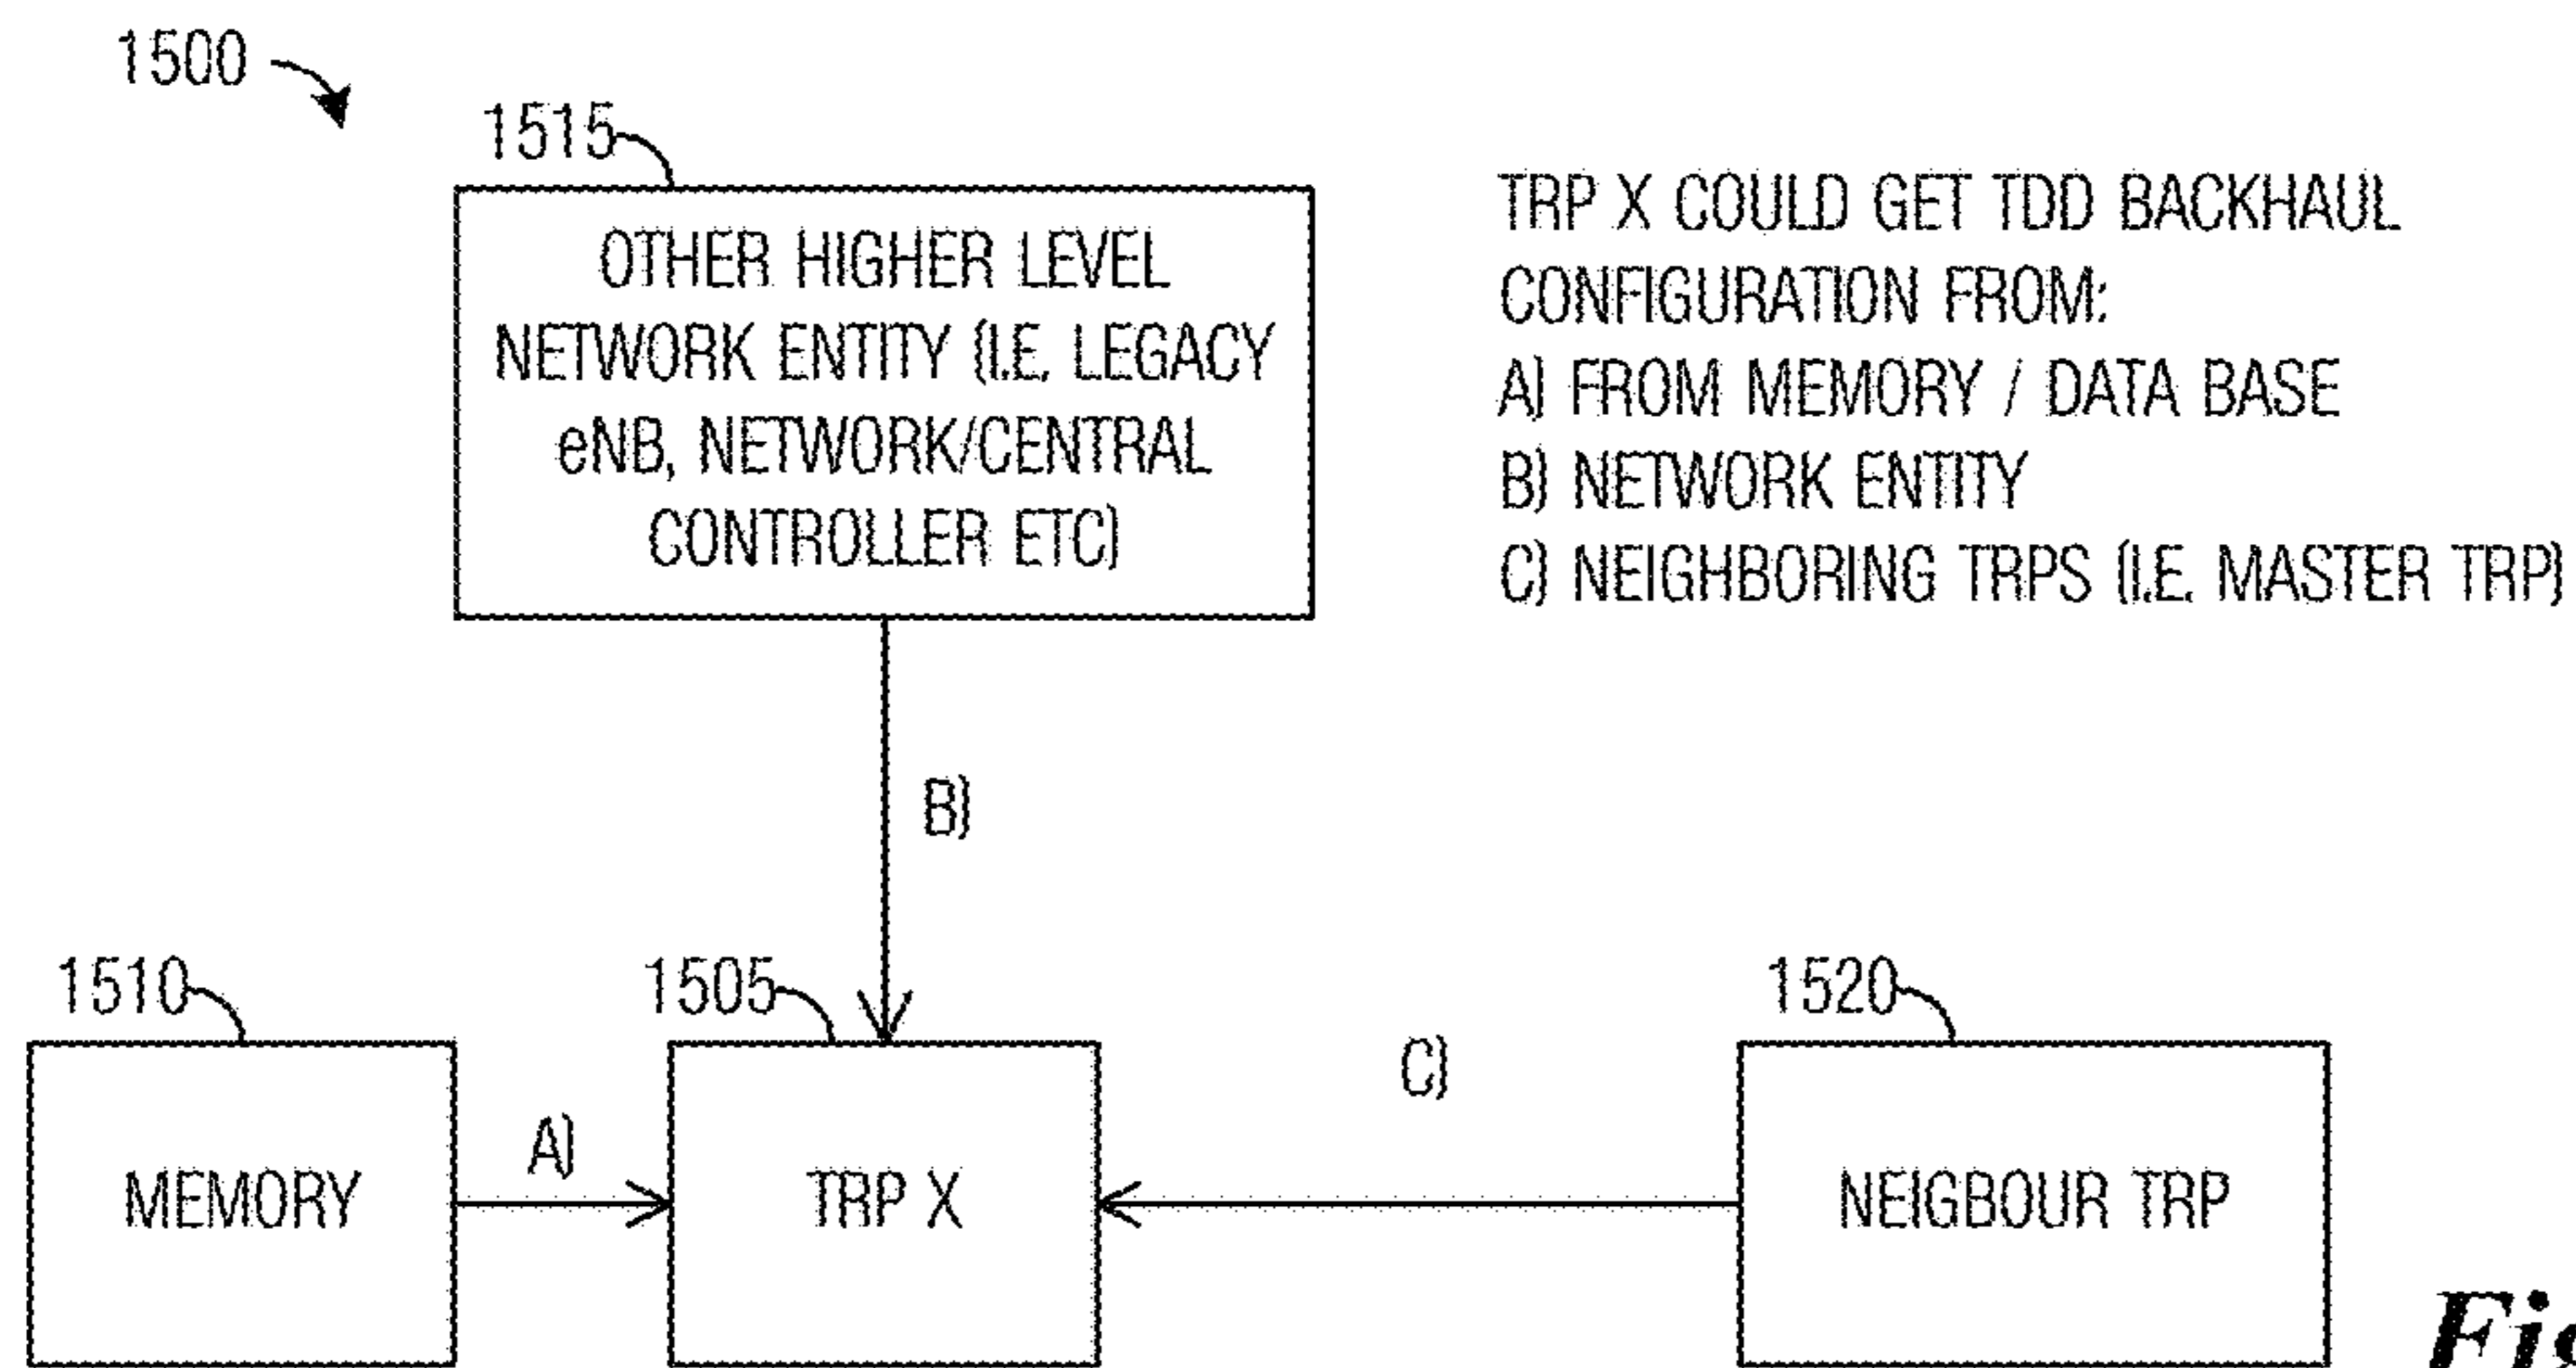 1500
1515
OTHER HIGHER LEVEL
NETWORK ENTITY (I.E. LEGACY
eNB, NETWORK/CENTRAL
CONTROLLER ETC)
TRP X COULD GET TDD BACKHAUL
CONFIGURATION FROM:
A) FROM MEMORY / DATA BASE
B) NETWORK ENTITY
C) NEIGHBORING TRPS (I.E. MASTER TRP)
B)
1510
1505
1520
MEMORY
A)
TRP X
C)
NEIGBOUR TRP